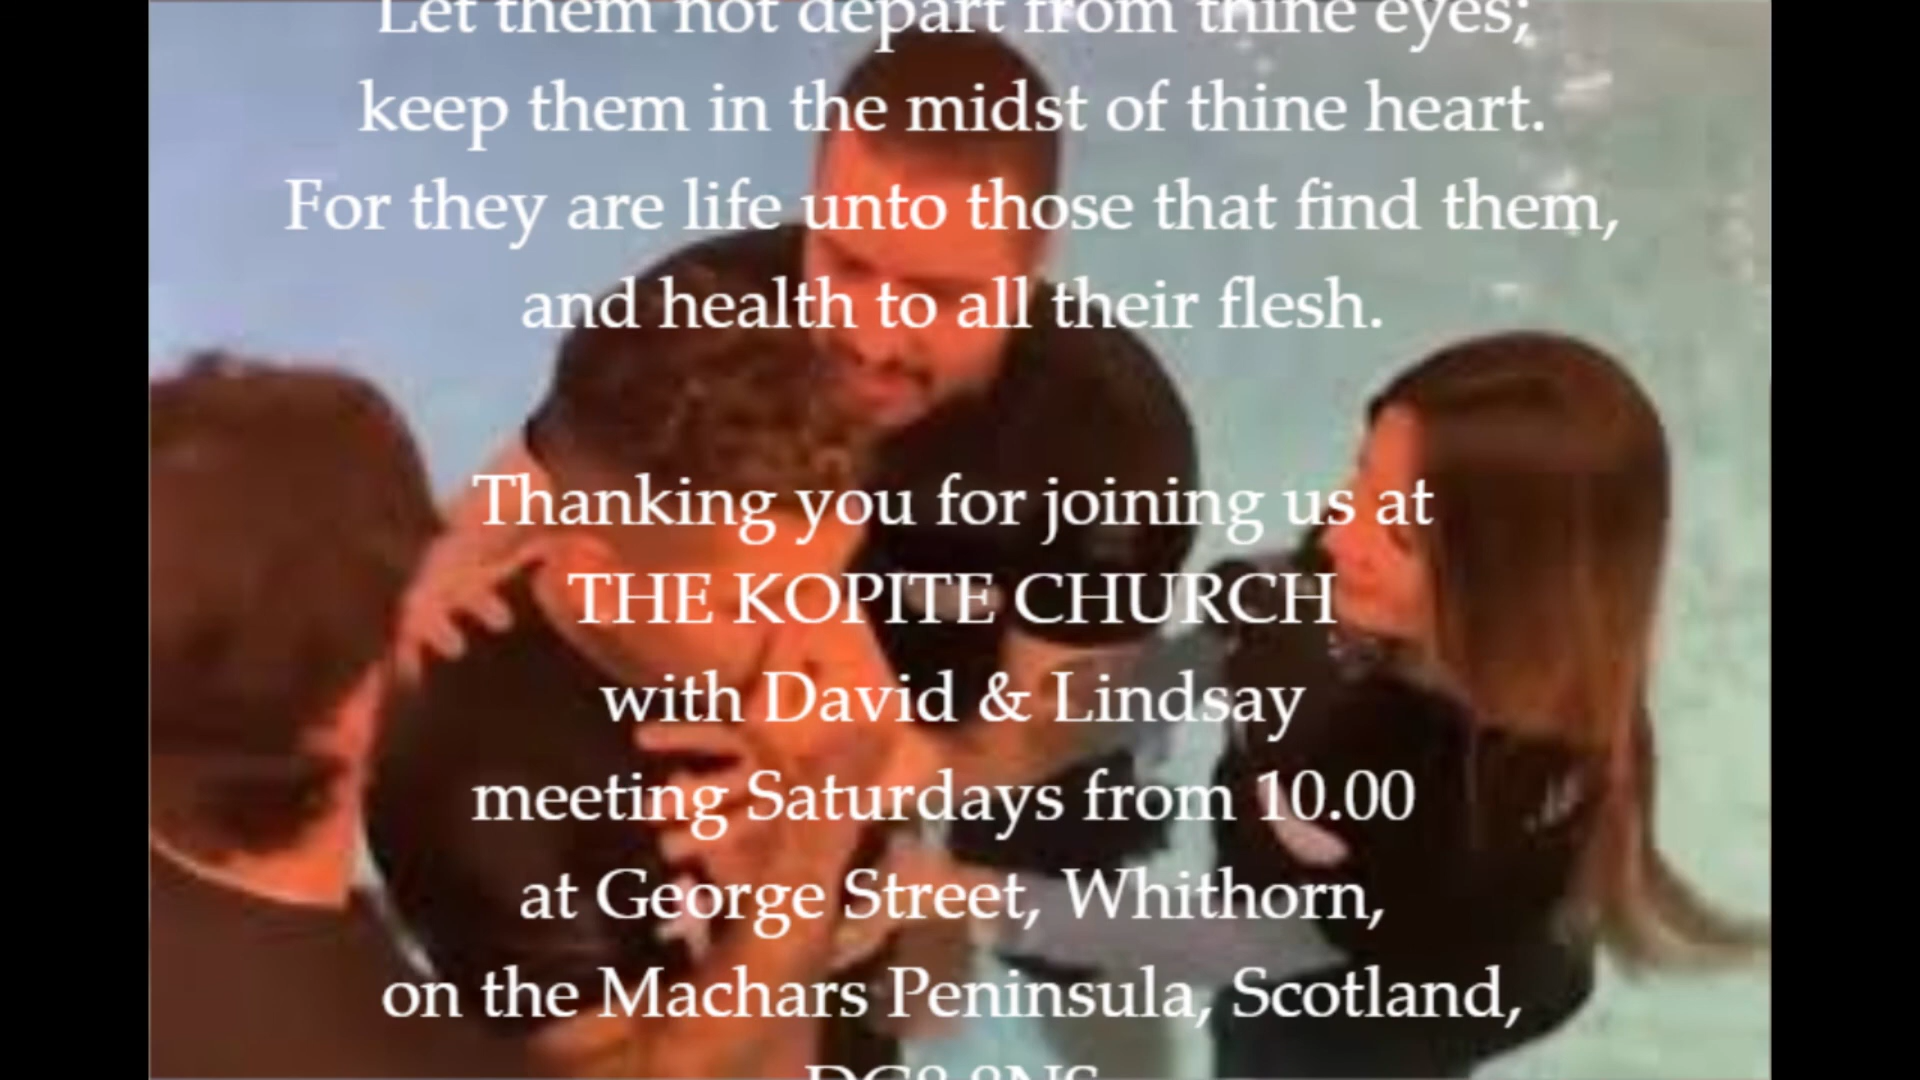 Let them not depart from thine eyes;
keep them in the midst of thine heart.
For they are life unto those that find them,
and health to all their flesh.
Thanking you for joining us at
THE KOPITE CHURCH
with David & Lindsay
meeting Saturdays from 10.00
at George Street, Whithorn,
on the Machars Peninsula, Scotland,